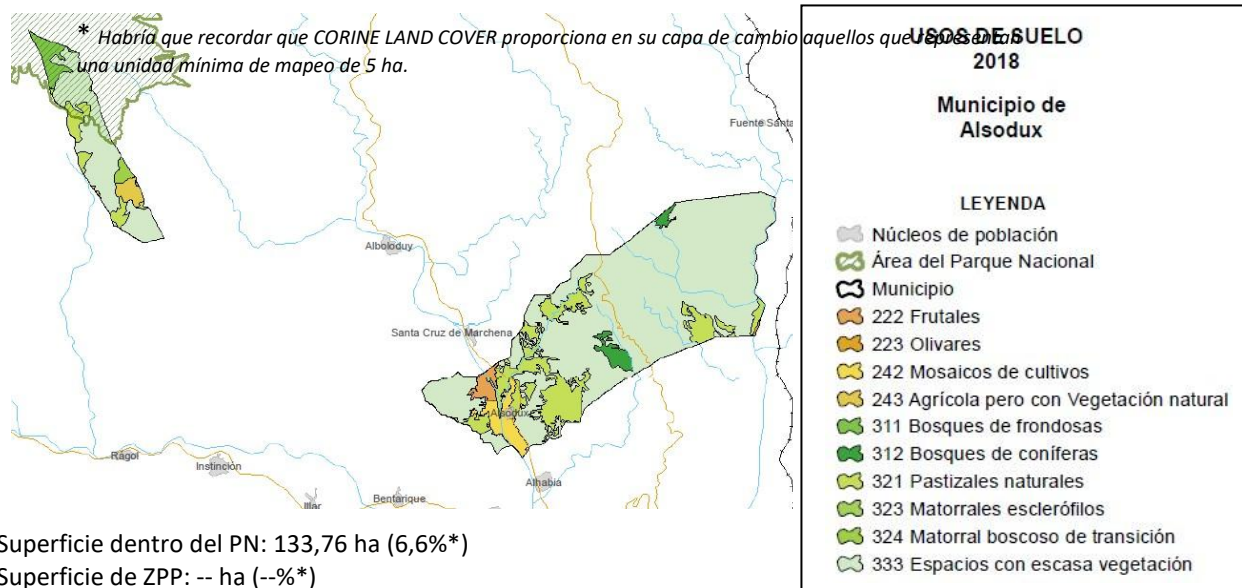 * Habría que recordar que CORINE LAND COVER proporciona en su capa de cambio aquellos que representan
una unidad mínima de mapeo de 5 ha.
USOS DE SUELO
2018
Municipio de
Alsodux
LEYENDA
Núcleos de población
Área del Parque Nacional
Municipio
222 Frutales
223 Olivares
242 Mosaicos de cultivos
243 Agrícola pero con Vegetación natural
311 Bosques de frondosas
312 Bosques de coníferas
321 Pastizales naturales
323 Matorrales esclerófilos
324 Matorral boscoso de transición
333 Espacios con escasa vegetación
Fuente Santa
Alboloduy
Santa Cruz de Marchena
Alsodux
Rágol
Instinción
Illar
Bentarique
Alhabia
Superficie dentro del PN: 133,76 ha (6,6%*)
Superficie de ZPP: -- ha (--%*)